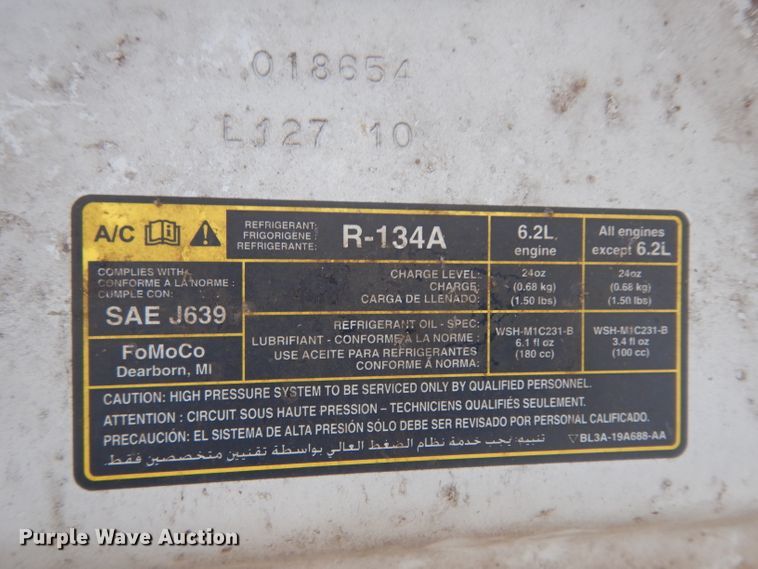 018654
L127 10
A/C
REFRIGERANT:
FRIGORIGÈNE:
REFRIGERANTE:
R-134A
6.2L
engine
All engines
except 6.2L
COMPLIES WITH
CONFORME A LA NORME :
CUMPLE CON:
SAE J639
CHARGE LEVEL:
CHARGE:
CARGA DE LLENADO:
24oz
(0.68 kg)
(1.50 lbs)
24oz
(0.68 kg)
(1.50 lbs)
FoMoCo
Dearborn, MI
REFRIGERANT OIL - SPEC:
LUBRIFIANT - CONFORME À LA NORME :
USE ACEITE PARA REFRIGERANTES
CONFORME Á NORMA:
WSH-M1C231-B
6.1 fl oz
(180 cc)
WSH-M1C231-B
3.4 fl oz
(100 cc)
CAUTION: HIGH PRESSURE SYSTEM TO BE SERVICED ONLY BY QUALIFIED PERSONNEL.
ATTENTION : CIRCUIT SOUS HAUTE PRESSION – TECHNICIENS QUALIFIÉS SEULEMENT.
PRECAUCIÓN: EL SISTEMA DE ALTA PRESIÓN SÓLO DEBE SER REVISADO POR PERSONAL CALIFICADO.
تنبيه: يجب خدمة نظام الضغط العالي بواسطة تقنيين متخصصين فقط.
BL3A-19A688-AA
Purple Wave Auction